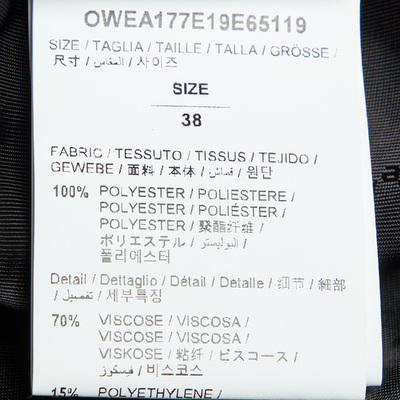 OWEA177E19E65119
SIZE / TAGLIA / TAILLE / TALLA / GRÖSSE /
尺寸 / المقاس / 사이즈
SIZE
38
FABRIC / TESSUTO / TISSUS / TEJIDO /
GEWEBE / 面料 / 本体 / قماش / 원단
100% POLYESTER / POLIESTERE /
POLYESTER / POLIÉSTER /
POLYESTER / 聚酯纤维 /
ポリエステル / البوليستر /
폴리에스터
Detail / Dettaglio / Détail / Detalle / 细节 / 細部
/ تفصيل / 세부특징
70% VISCOSE / VISCOSA /
VISCOSE / VISCOSA /
VISKOSE / 粘纤 / ビスコース /
فيسكوز / 비스코스
15% POLYETHYLENE /